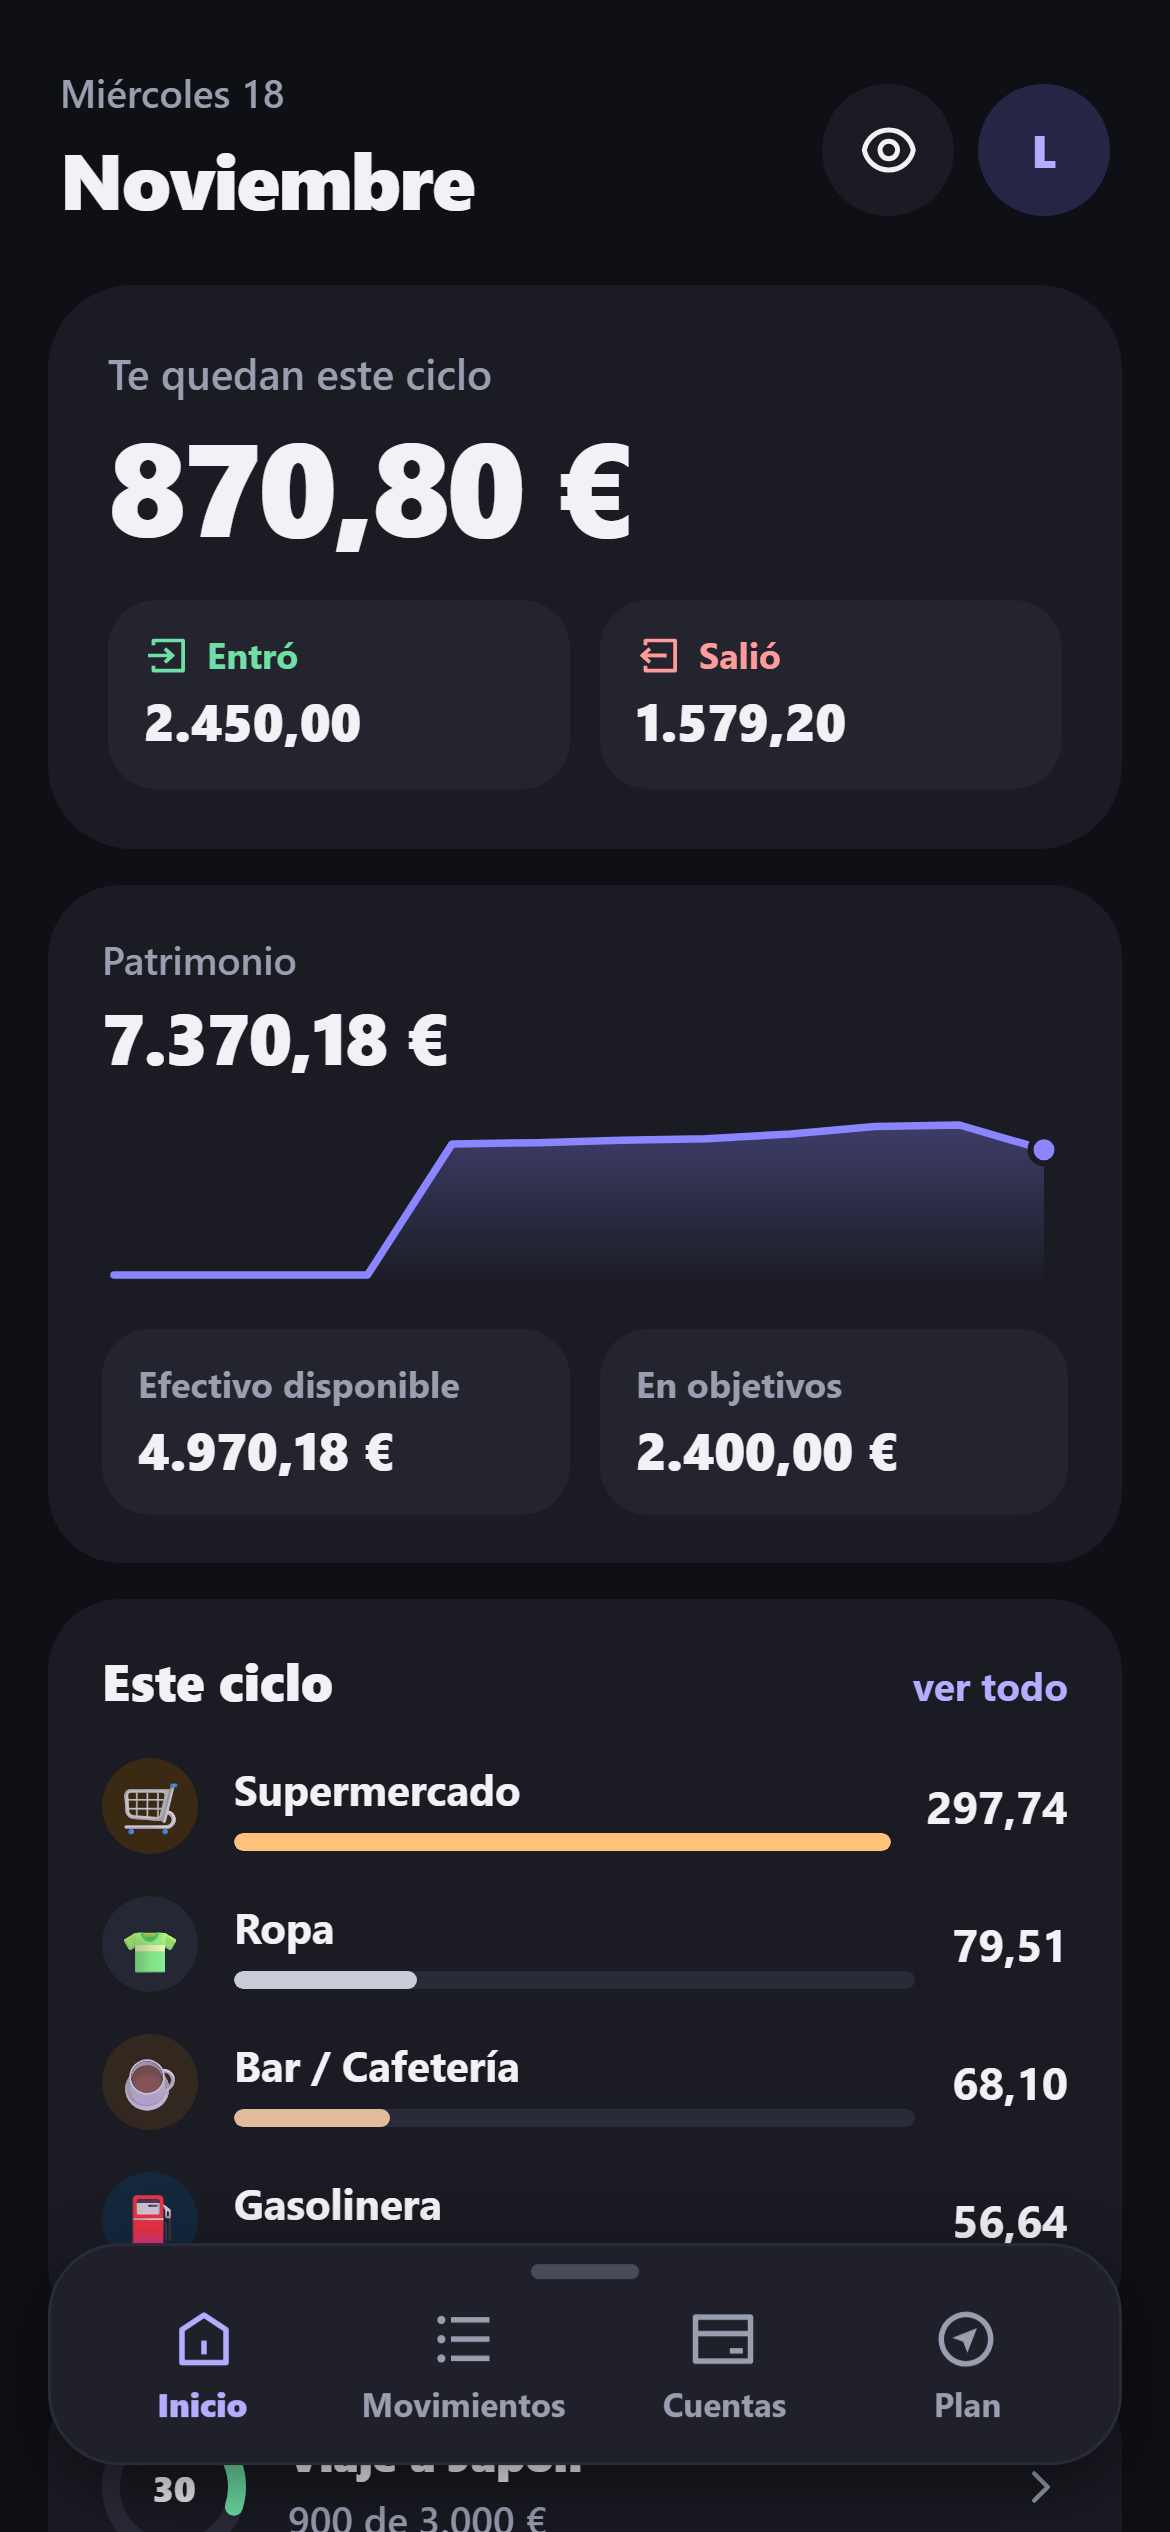 Miércoles 18
Noviembre
L
Te quedan este ciclo
870,80 €
Entró
2.450,00
Salió
1.579,20
Patrimonio
7.370,18 €
Efectivo disponible
4.970,18 €
En objetivos
2.400,00 €
Este ciclo
ver todo
Supermercado
297,74
Ropa
79,51
Bar / Cafetería
68,10
Gasolinera
56,64
Inicio
Movimientos
Cuentas
Plan
Viaje a Japón
30
900 de 3.000 €